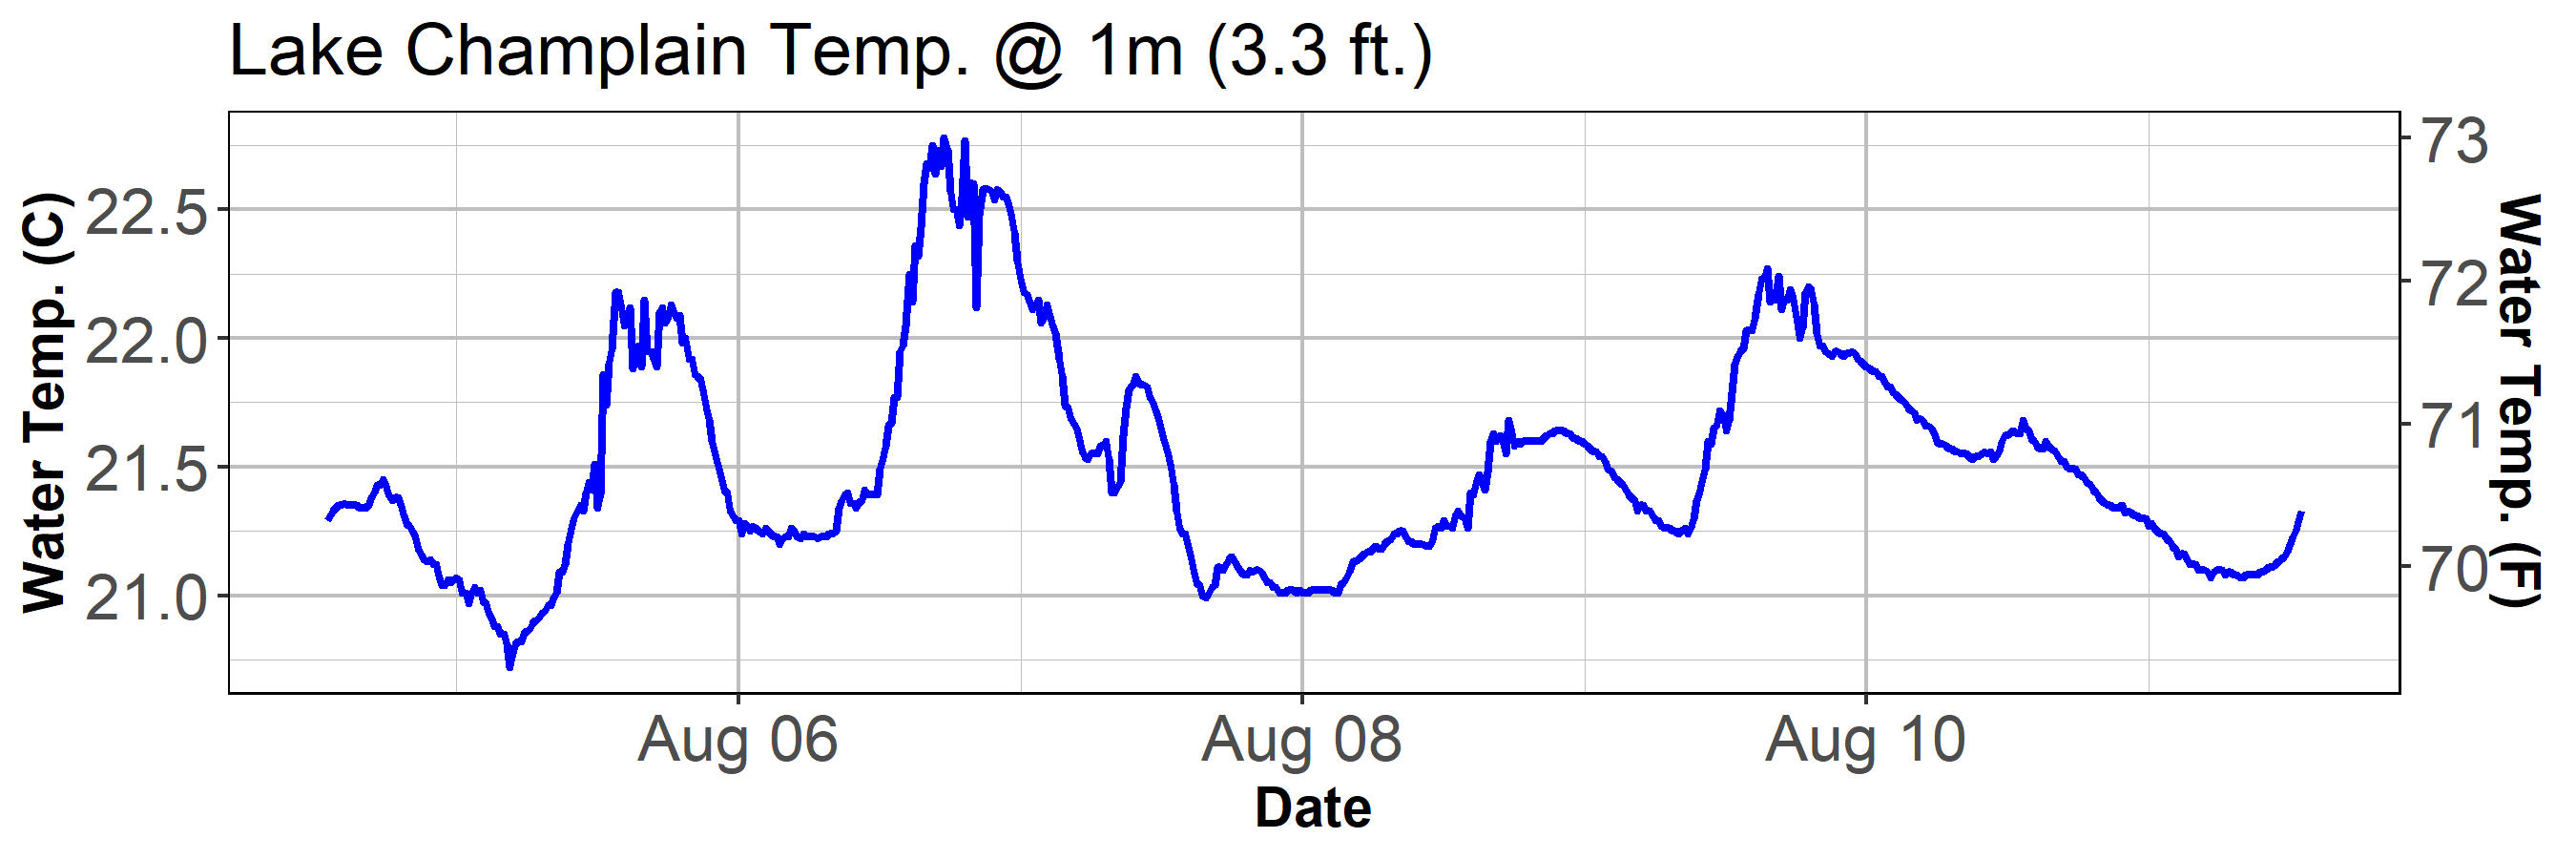 Lake Champlain Temp. @ 1m (3.3 ft.)
Water Temp. (C)
22.5
22.0
21.5
21.0
73
72
71
70
Water Temp. (F)
Aug 06
Aug 08
Aug 10
Date